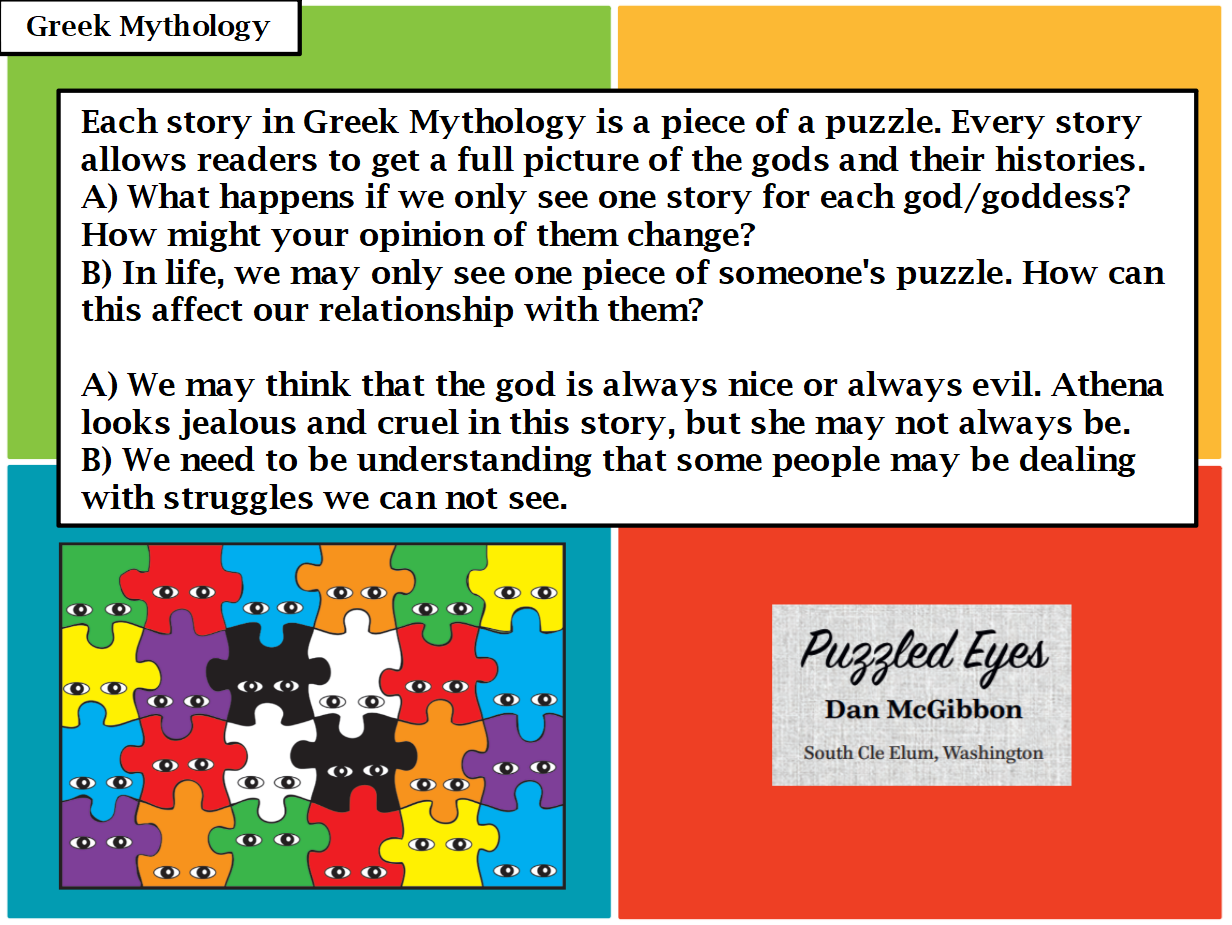 Greek Mythology
Each story in Greek Mythology is a piece of a puzzle. Every story
allows readers to get a full picture of the gods and their histories.
A) What happens if we only see one story for each god/goddess?
How might your opinion of them change?
B) In life, we may only see one piece of someone's puzzle. How can
this affect our relationship with them?
A) We may think that the god is always nice or always evil. Athena
looks jealous and cruel in this story, but she may not always be.
B) We need to be understanding that some people may be dealing
with struggles we can not see.
Puzzled Eyes
Dan McGibbon
South Cle Elum, Washington